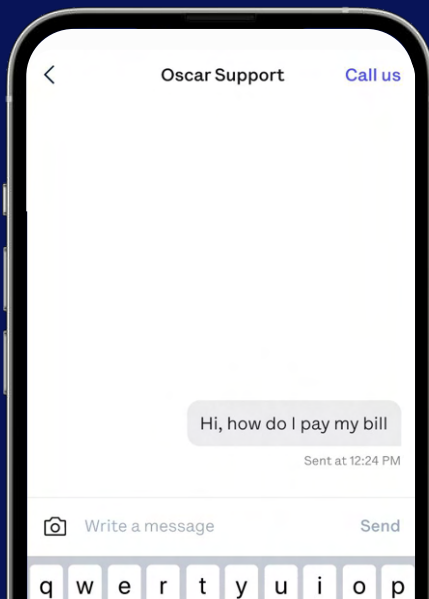 Oscar Support Call us
Hi, how do I pay my bill
Sent at 12:24 PM
Write a message Send
q w e r t y u i o p